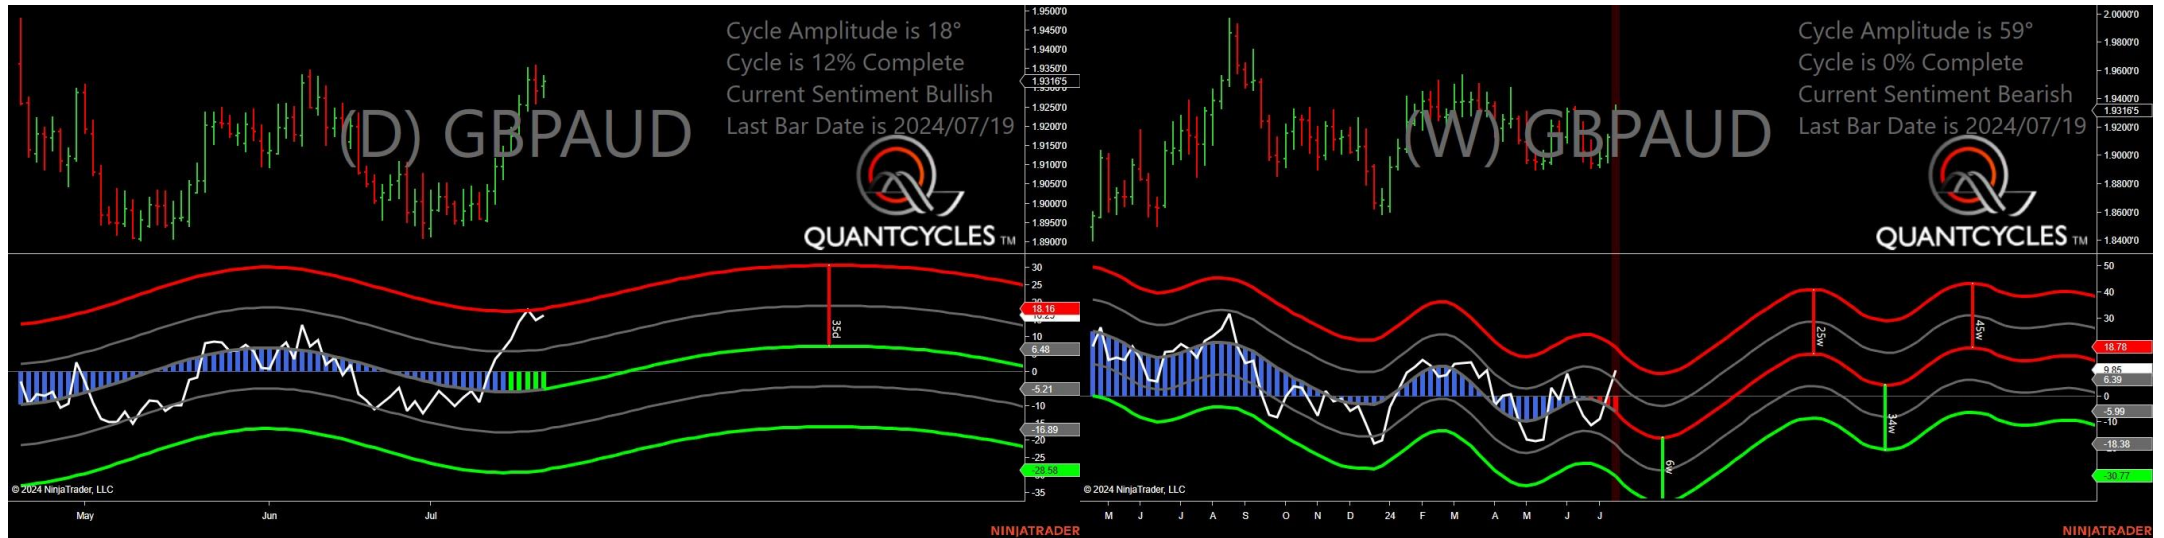 Cycle Amplitude is 18°
Cycle is 12% Complete
Current Sentiment Bullish
Last Bar Date is 2024/07/19
(D) GBPAUD
QUANTCYCLES TM
1.9500'0
1.9450'0
1.9400'0
1.9350'0
1.9316'5
1.9250'0
1.9200'0
1.9150'0
1.9100'0
1.9050'0
1.9000'0
1.8950'0
1.8900'0
35d
30
25
18.16
10
6.48
0
-5.21
-10
-16.89
-20
-25
-28.58
-35
© 2024 NinjaTrader, LLC
May
Jun
Jul
NINJATRADER
Cycle Amplitude is 59°
Cycle is 0% Complete
Current Sentiment Bearish
Last Bar Date is 2024/07/19
(W) GBPAUD
QUANTCYCLES TM
2.0000'0
1.9800'0
1.9600'0
1.9400'0
1.9316'5
1.9200'0
1.9000'0
1.8800'0
1.8600'0
1.8400'0
6w
25w
34w
45w
50
40
30
18.78
9.85
6.39
0
-5.99
-10
-18.38
-30.77
© 2024 NinjaTrader, LLC
M
J
J
A
S
O
N
D
24
F
M
A
M
J
J
NINJATRADER